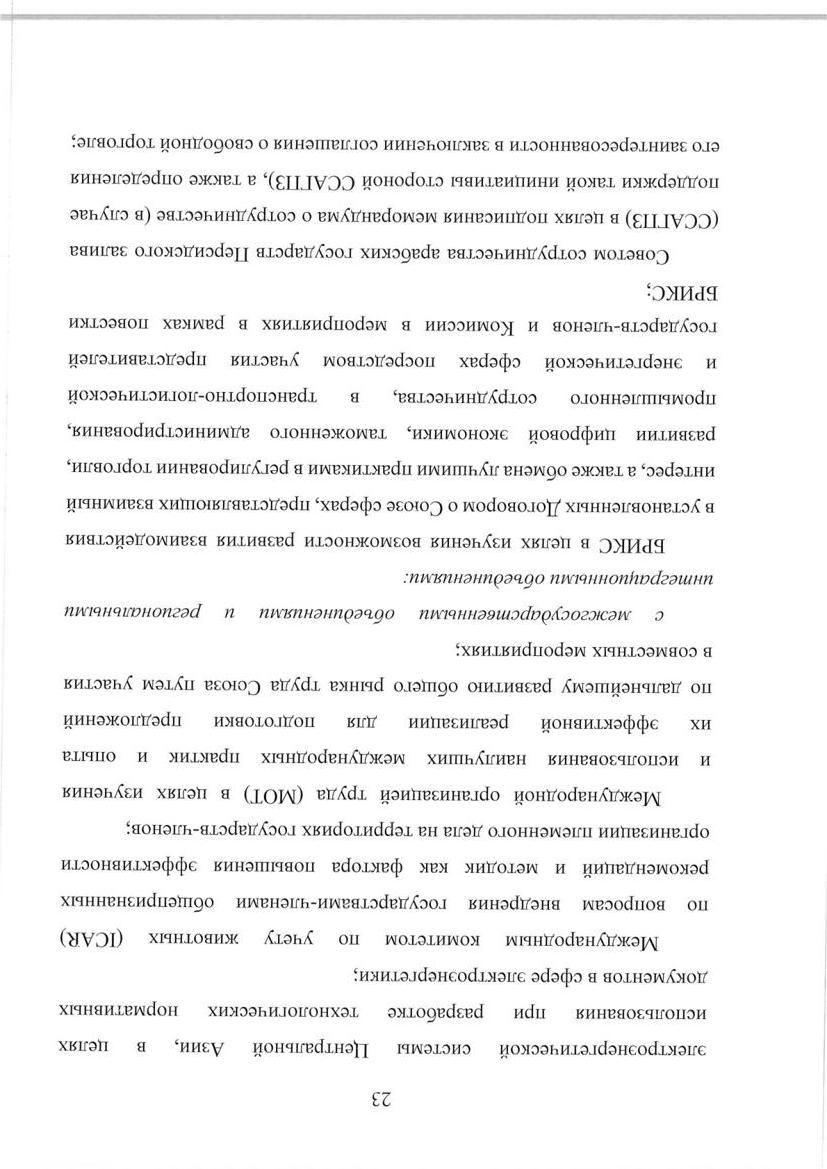 23
электроэнергетической системы Центральной Азии, в целях
использования при разработке технологических нормативных
документов в сфере электроэнергетики;
Международным комитетом по учету животных (ICAR)
по вопросам внедрения государствами-членами общепризнанных
рекомендаций и методик как фактора повышения эффективности
организации племенного дела на территориях государств-членов;
Международной организацией труда (МОТ) в целях изучения
и использования наилучших международных практик и опыта
их эффективной реализации для подготовки предложений
по дальнейшему развитию общего рынка труда Союза путем участия
в совместных мероприятиях;
с межгосударственными объединениями и региональными
интеграционными объединениями:
БРИКС в целях изучения возможности развития взаимодействия
в установленных Договором о Союзе сферах, представляющих взаимный
интерес, а также обмена лучшими практиками в регулировании торговли,
развитии цифровой экономики, таможенного администрирования,
промышленного сотрудничества, в транспортно-логистической
и энергетической сферах посредством участия представителей
государств-членов и Комиссии в мероприятиях в рамках повестки
БРИКС;
Советом сотрудничества арабских государств Персидского залива
(ССАГПЗ) в целях подписания меморандума о сотрудничестве (в случае
поддержки такой инициативы стороной ССАГПЗ), а также определения
его заинтересованности в заключении соглашения о свободной торговле;